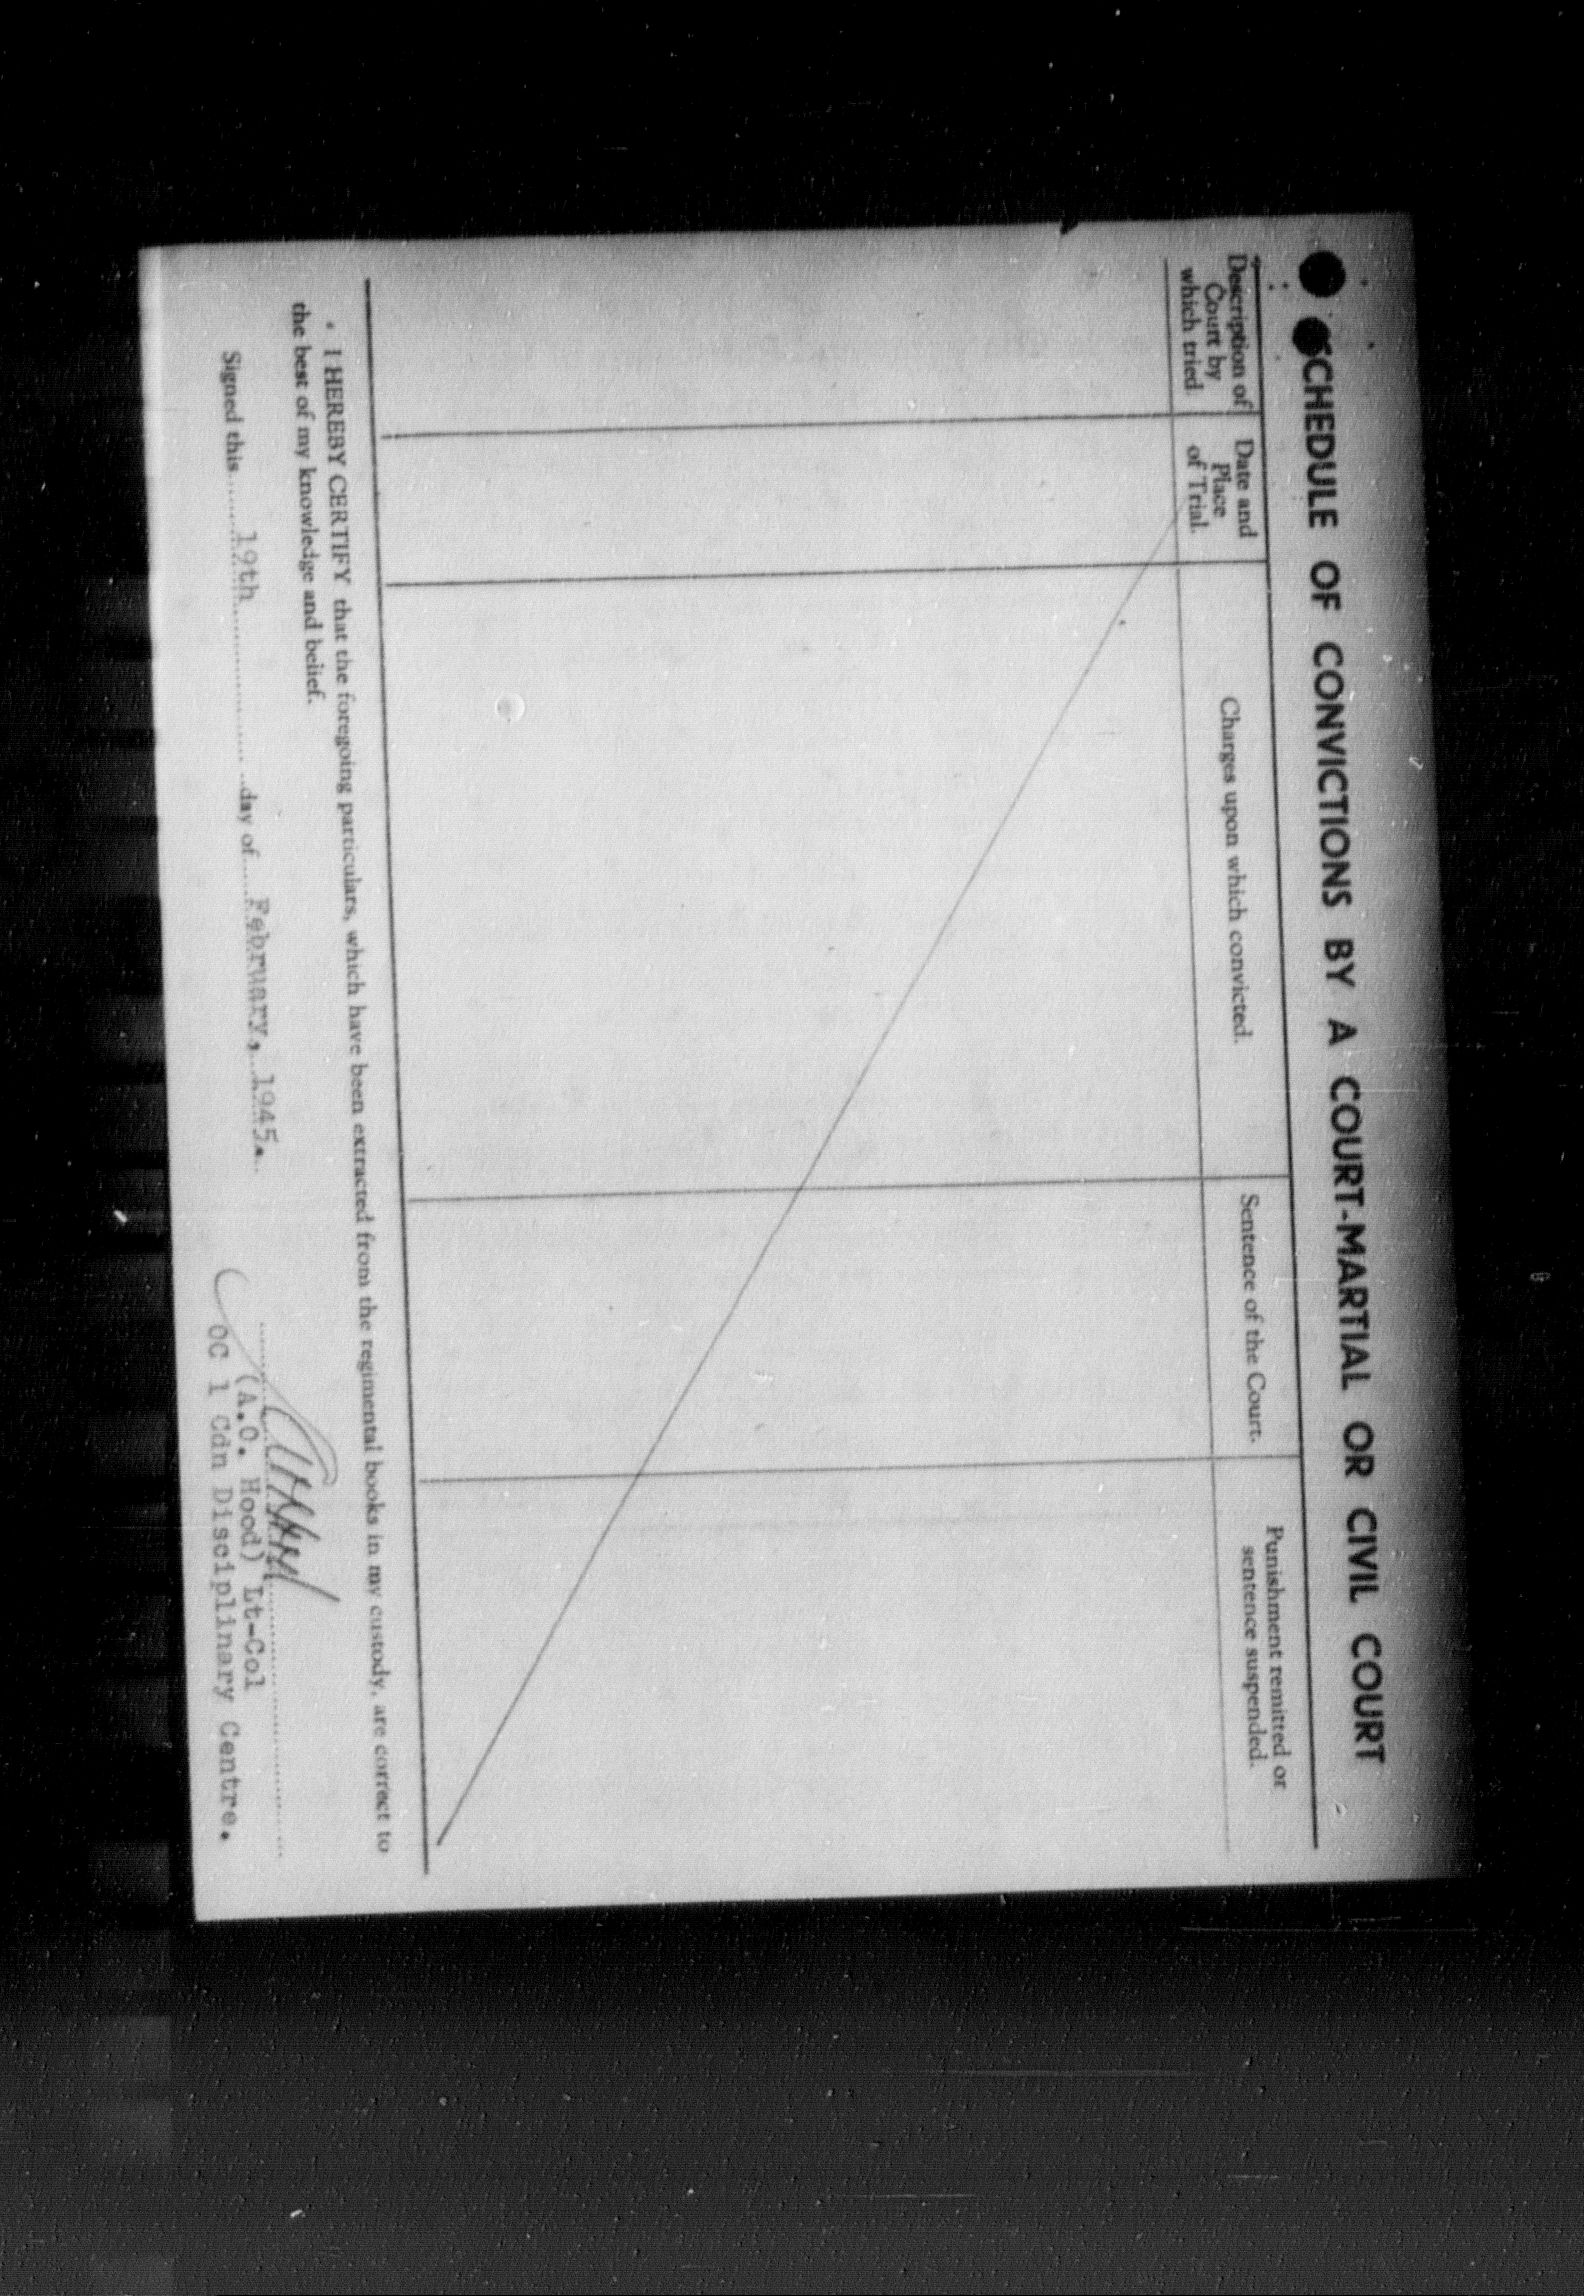 SCHEDULE OF CONVICTIONS BY A COURT-MARTIAL OR CIVIL COURT
Description of
Court by
which tried.
Date and
Place
of Trial.
Charges upon which convicted.
Sentence of the Court.
Punishment remitted or
sentence suspended.
I HEREBY CERTIFY that the foregoing particulars, which have been extracted from the regimental books in my custody, are correct to
the best of my knowledge and belief.
Signed this 19th day of February, 1945.
(A.O. Hood) Lt-Col
OC 1 Cdn Disciplinary Centre.